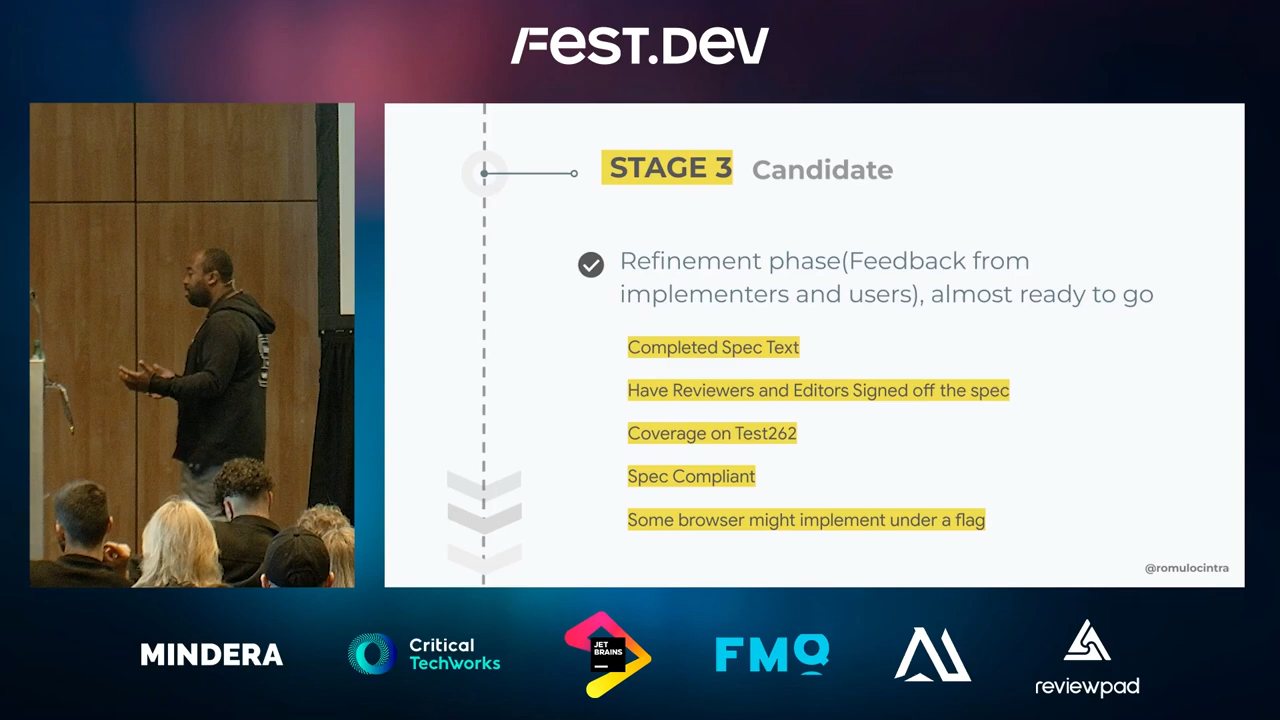 FEST.DEV
STAGE 3 Candidate
Refinement phase(Feedback from
implementers and users), almost ready to go
Completed Spec Text
Have Reviewers and Editors Signed off the spec
Coverage on Test262
Spec Compliant
Some browser might implement under a flag
@romulocintra
MINDERA
Critical
TechWorks
JET
BRAINS
FMQ
reviewpad